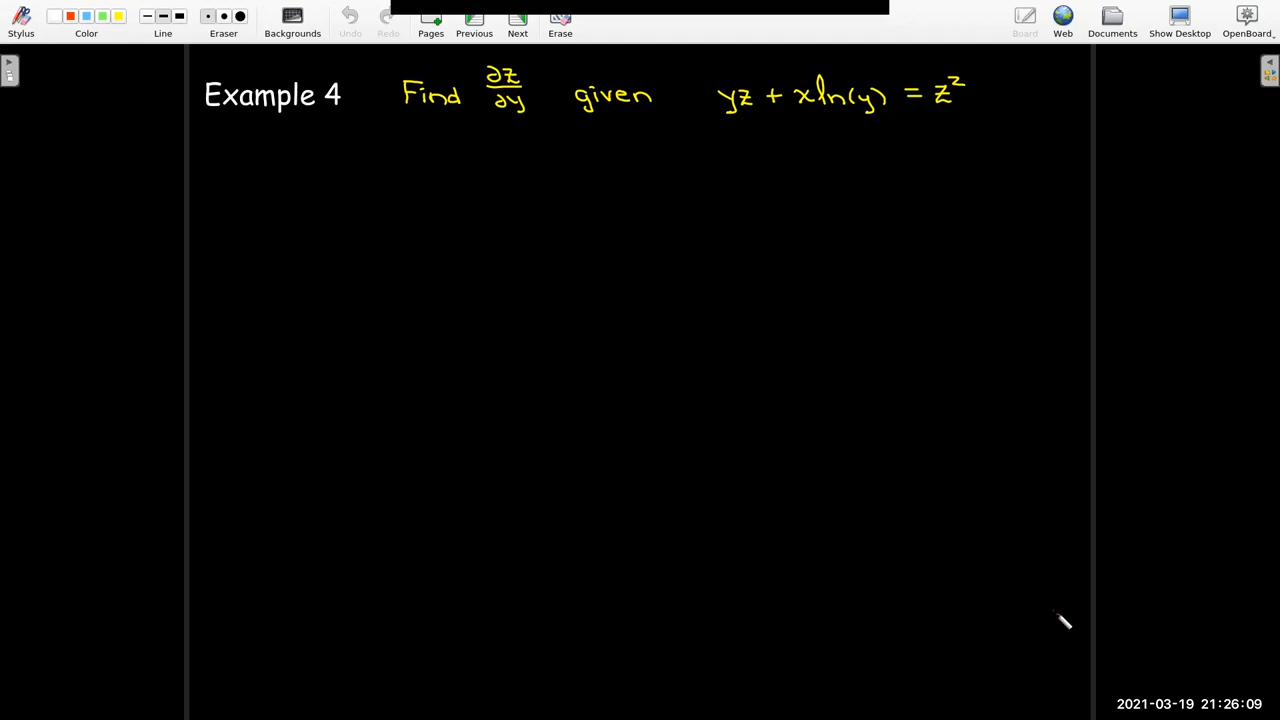 Stylus Color Line Eraser Backgrounds Undo Redo Pages Previous Next Erase Board Web Documents Show Desktop OpenBoard
Example 4 Find ∂z/∂y given yz + xln(y) = z²
2021-03-19 21:26:09